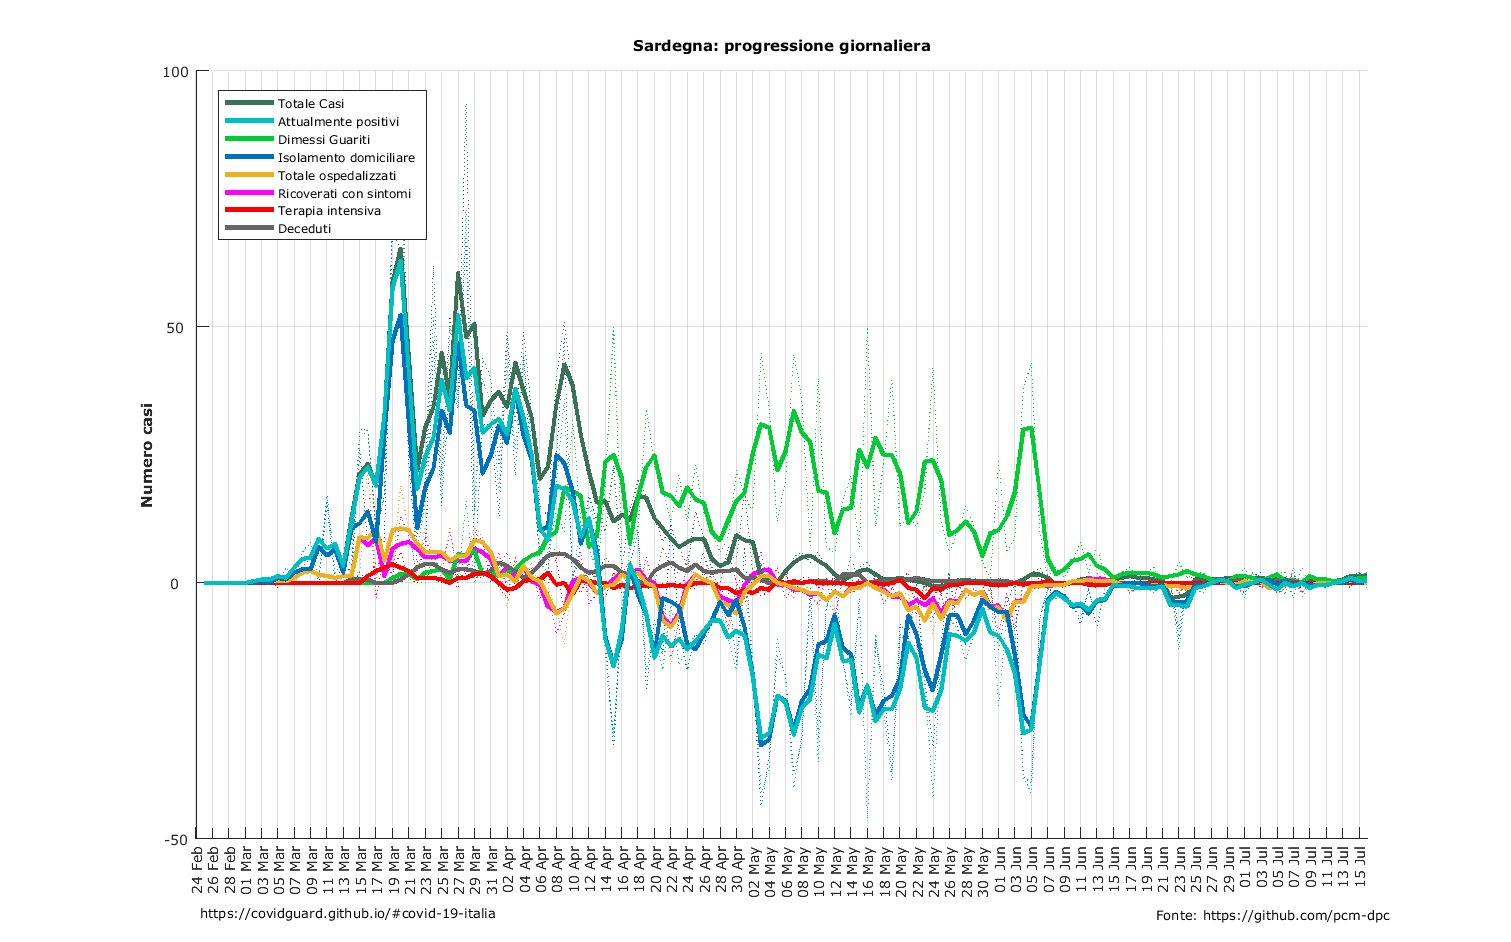 Sardegna: progressione giornaliera
100
50
0
-50
Numero casi
Totale Casi
Attualmente positivi
Dimessi Guariti
Isolamento domiciliare
Totale ospedalizzati
Ricoverati con sintomi
Terapia intensiva
Deceduti
24 Feb
26 Feb
28 Feb
01 Mar
03 Mar
05 Mar
07 Mar
09 Mar
11 Mar
13 Mar
15 Mar
17 Mar
19 Mar
21 Mar
23 Mar
25 Mar
27 Mar
29 Mar
31 Mar
02 Apr
04 Apr
06 Apr
08 Apr
10 Apr
12 Apr
14 Apr
16 Apr
18 Apr
20 Apr
22 Apr
24 Apr
26 Apr
28 Apr
30 Apr
02 May
04 May
06 May
08 May
10 May
12 May
14 May
16 May
18 May
20 May
22 May
24 May
26 May
28 May
30 May
01 Jun
03 Jun
05 Jun
07 Jun
09 Jun
11 Jun
13 Jun
15 Jun
17 Jun
19 Jun
21 Jun
23 Jun
25 Jun
27 Jun
29 Jun
01 Jul
03 Jul
05 Jul
07 Jul
09 Jul
11 Jul
13 Jul
15 Jul
https://covidguard.github.io/#covid-19-italia
Fonte: https://github.com/pcm-dpc